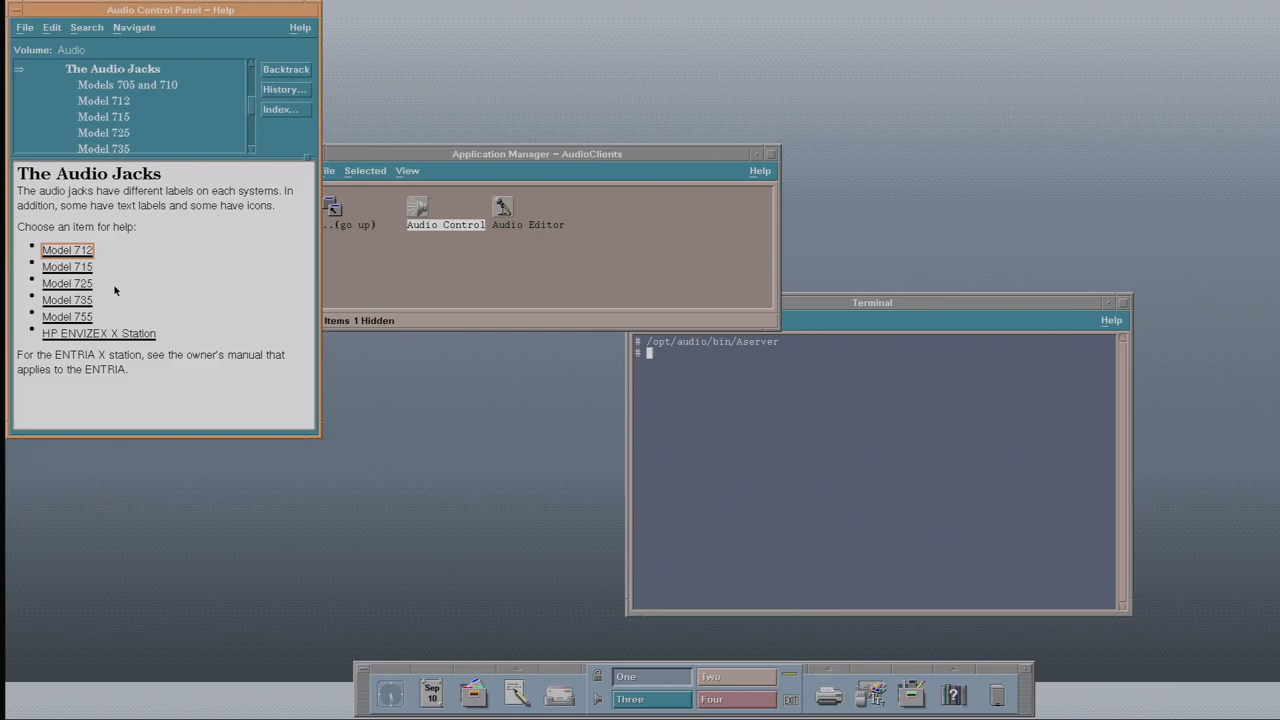 Audio Control Panel – Help
File Edit Search Navigate Help
Volume: Audio
The Audio Jacks
Models 705 and 710
Model 712
Model 715
Model 725
Model 735
Backtrack
History...
Index...
The Audio Jacks
The audio jacks have different labels on each systems. In
addition, some have text labels and some have icons.
Choose an item for help:
Model 712
Model 715
Model 725
Model 735
Model 755
HP ENVIZEX X Station
For the ENTRIA X station, see the owner's manual that
applies to the ENTRIA.
Application Manager – AudioClients
ile Selected View Help
..(go up) Audio Control Audio Editor
Items 1 Hidden
Terminal
Help
# /opt/audio/bin/Aserver
#
Sep
10
One Two
Three Four
EXIT